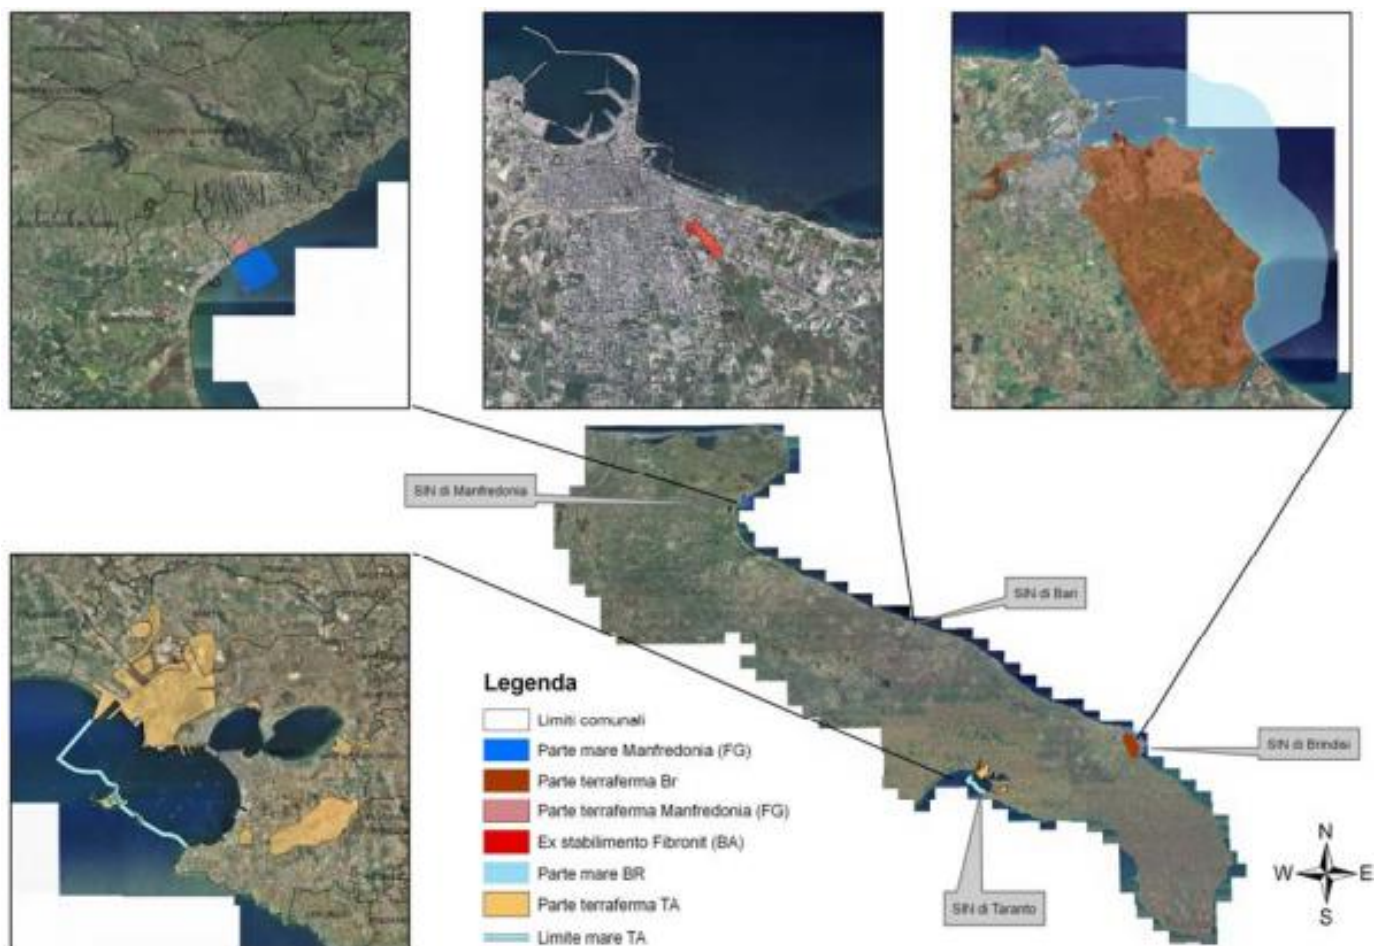 SIN di Manfredonia
SIN di Bari
SIN di Brindisi
SIN di Taranto
Legenda
Limiti comunali
Parte mare Manfredonia (FG)
Parte terraferma Br
Parte terraferma Manfredonia (FG)
Ex stabilimento Fibronit (BA)
Parte mare BR
Parte terraferma TA
Limite mare TA
N
W
E
S